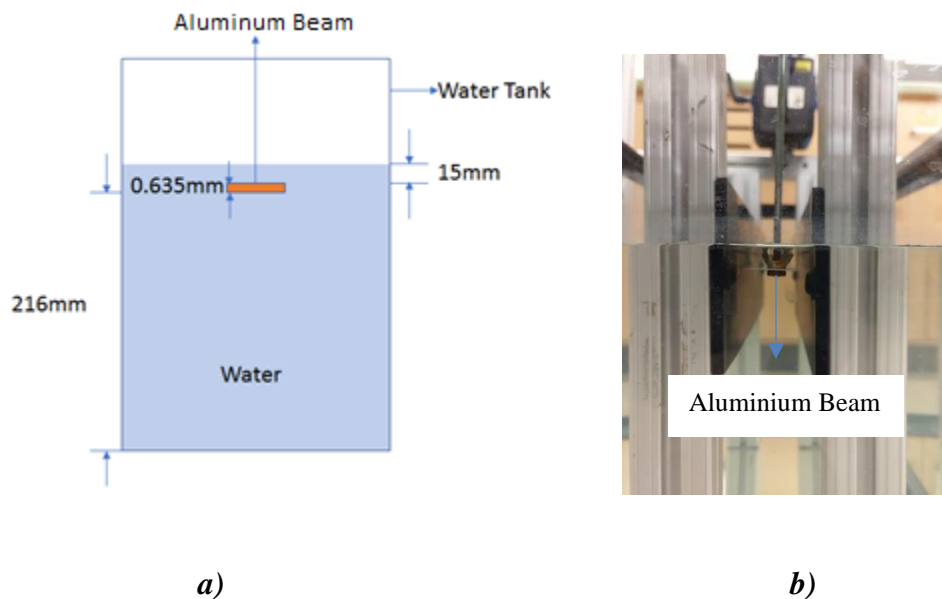 Aluminum Beam
Water Tank
0.635mm
15mm
216mm
Water
Aluminium Beam
a)
b)